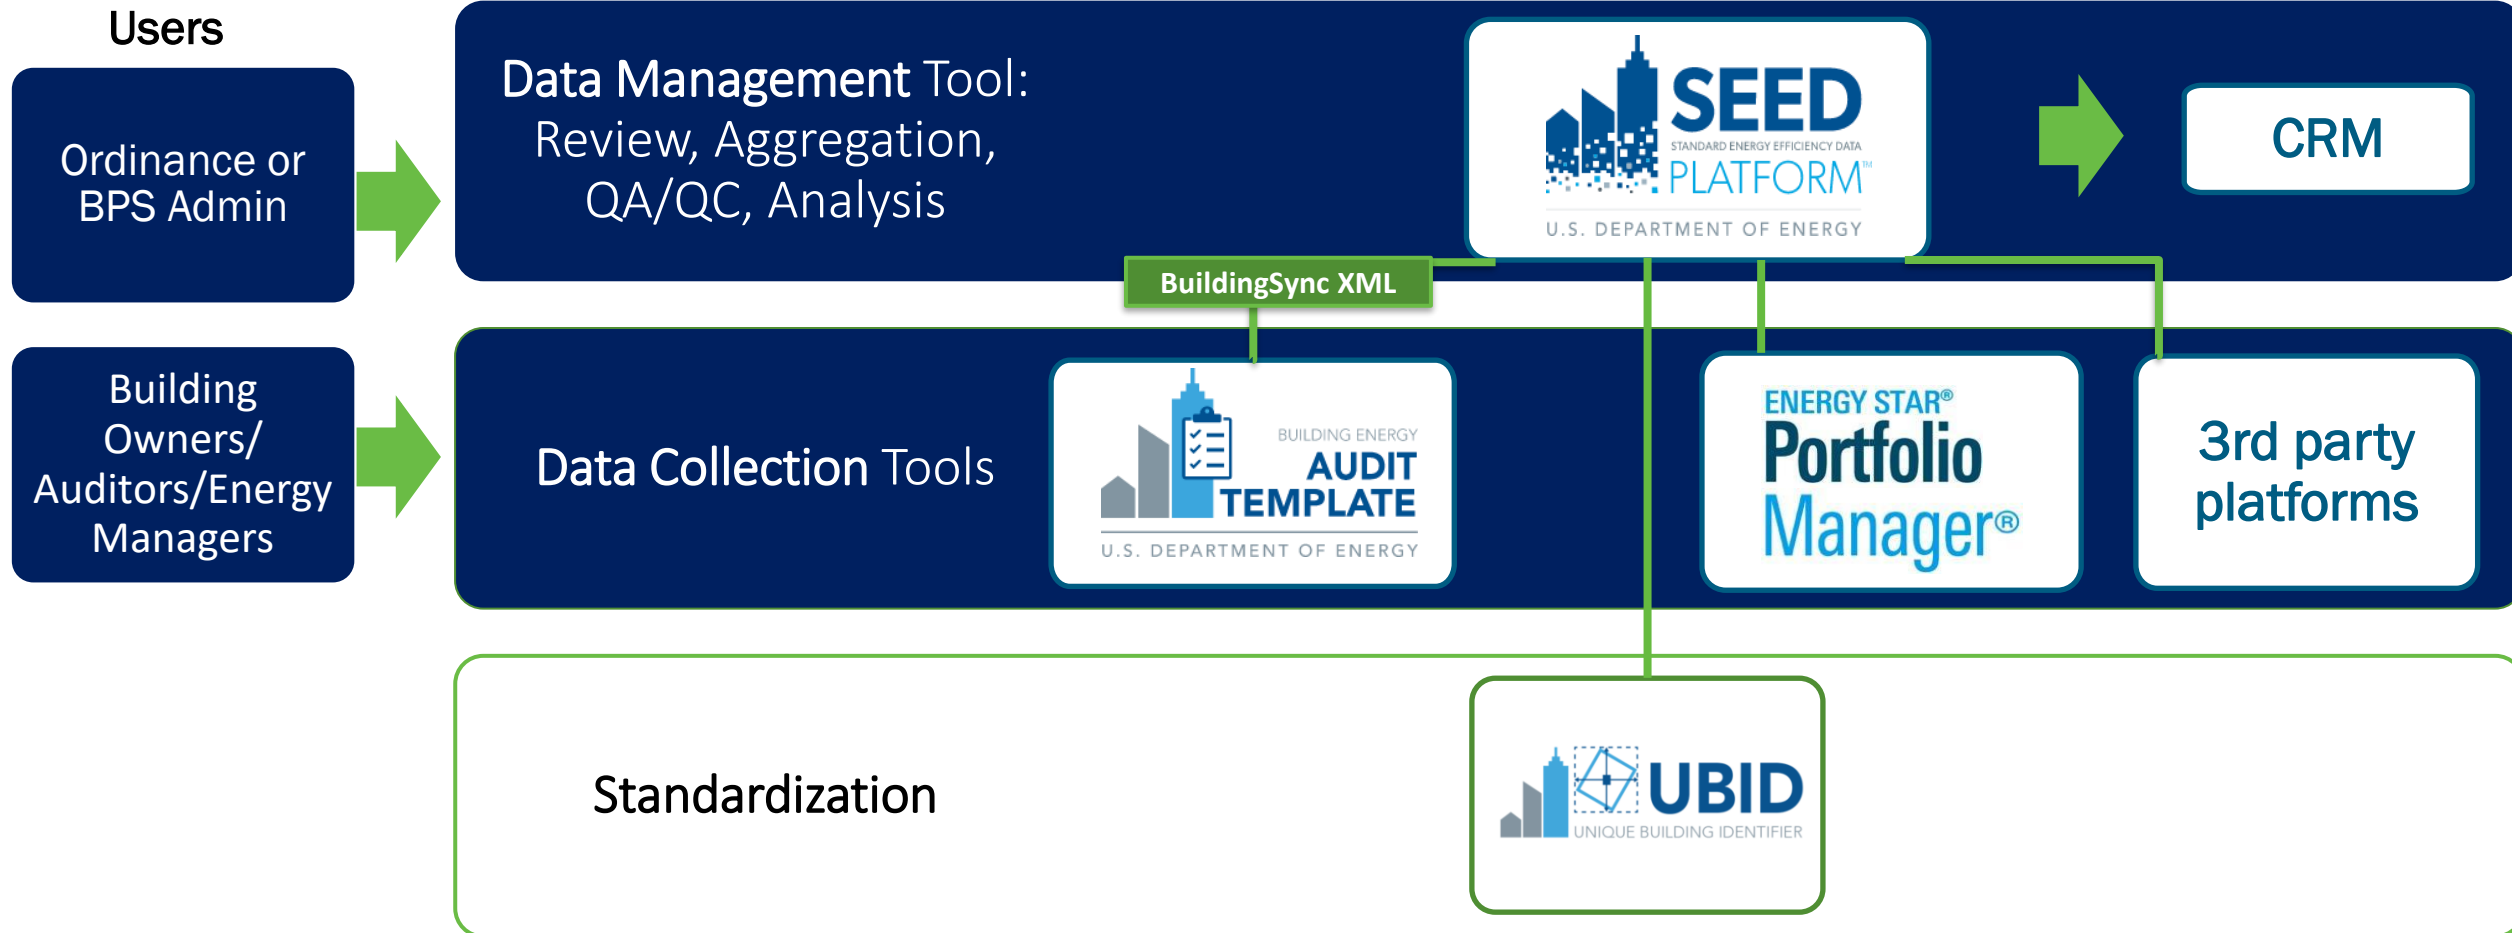 Users
Ordinance or
BPS Admin
Data Management Tool:
Review, Aggregation,
QA/QC, Analysis
SEED
STANDARD ENERGY EFFICIENCY DATA
PLATFORM™
U.S. DEPARTMENT OF ENERGY
CRM
BuildingSync XML
Building
Owners/
Auditors/Energy
Managers
Data Collection Tools
BUILDING ENERGY
AUDIT
TEMPLATE
U.S. DEPARTMENT OF ENERGY
ENERGY STAR®
Portfolio
Manager®
3rd party
platforms
Standardization
UBID
UNIQUE BUILDING IDENTIFIER